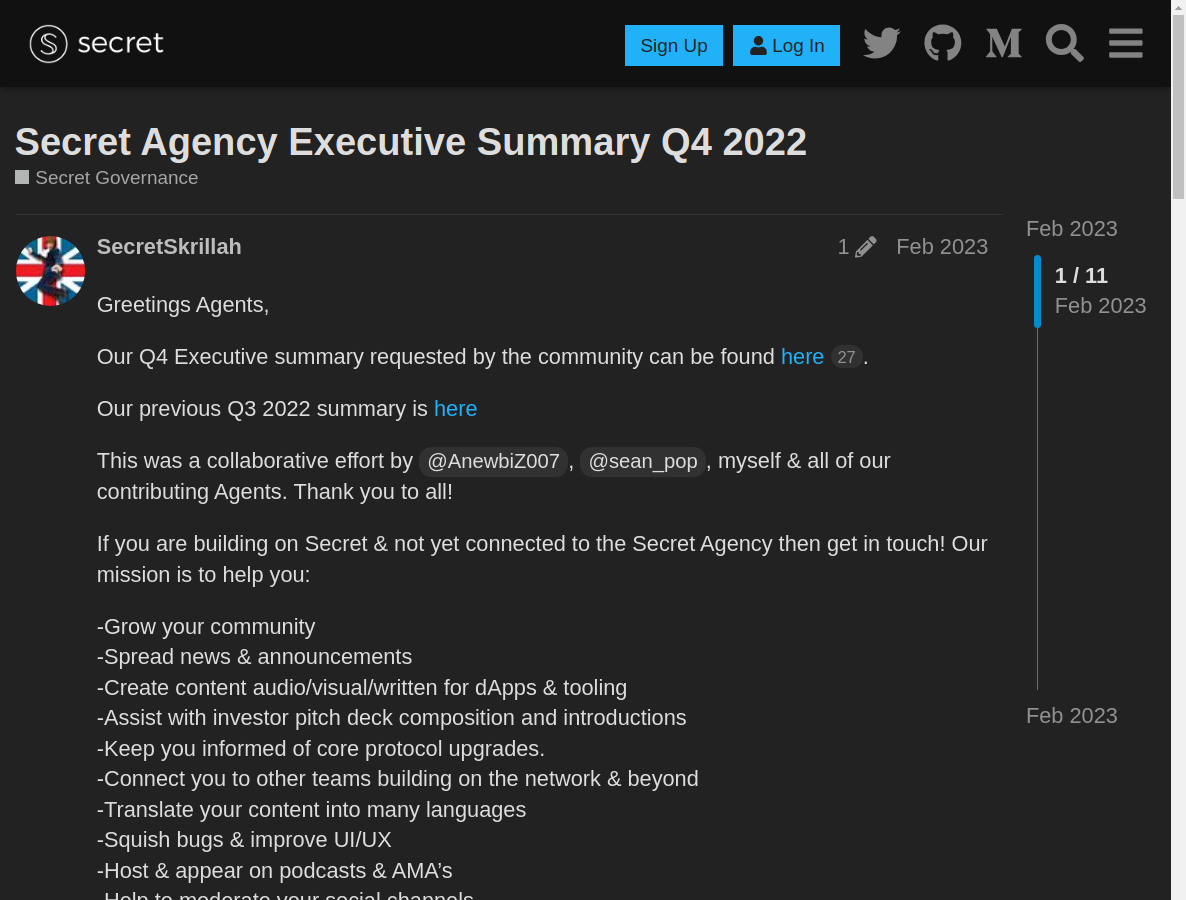 secret
Sign Up
Log In
Secret Agency Executive Summary Q4 2022
Secret Governance
SecretSkrillah
1
Feb 2023
Feb 2023
1 / 11
Feb 2023
Greetings Agents,
Our Q4 Executive summary requested by the community can be found here 27.
Our previous Q3 2022 summary is here
This was a collaborative effort by @AnewbiZ007, @sean_pop, myself & all of our
contributing Agents. Thank you to all!
If you are building on Secret & not yet connected to the Secret Agency then get in touch! Our
mission is to help you:
-Grow your community
-Spread news & announcements
-Create content audio/visual/written for dApps & tooling
-Assist with investor pitch deck composition and introductions
Feb 2023
-Keep you informed of core protocol upgrades.
-Connect you to other teams building on the network & beyond
-Translate your content into many languages
-Squish bugs & improve UI/UX
-Host & appear on podcasts & AMA’s
-Help to moderate your social channels